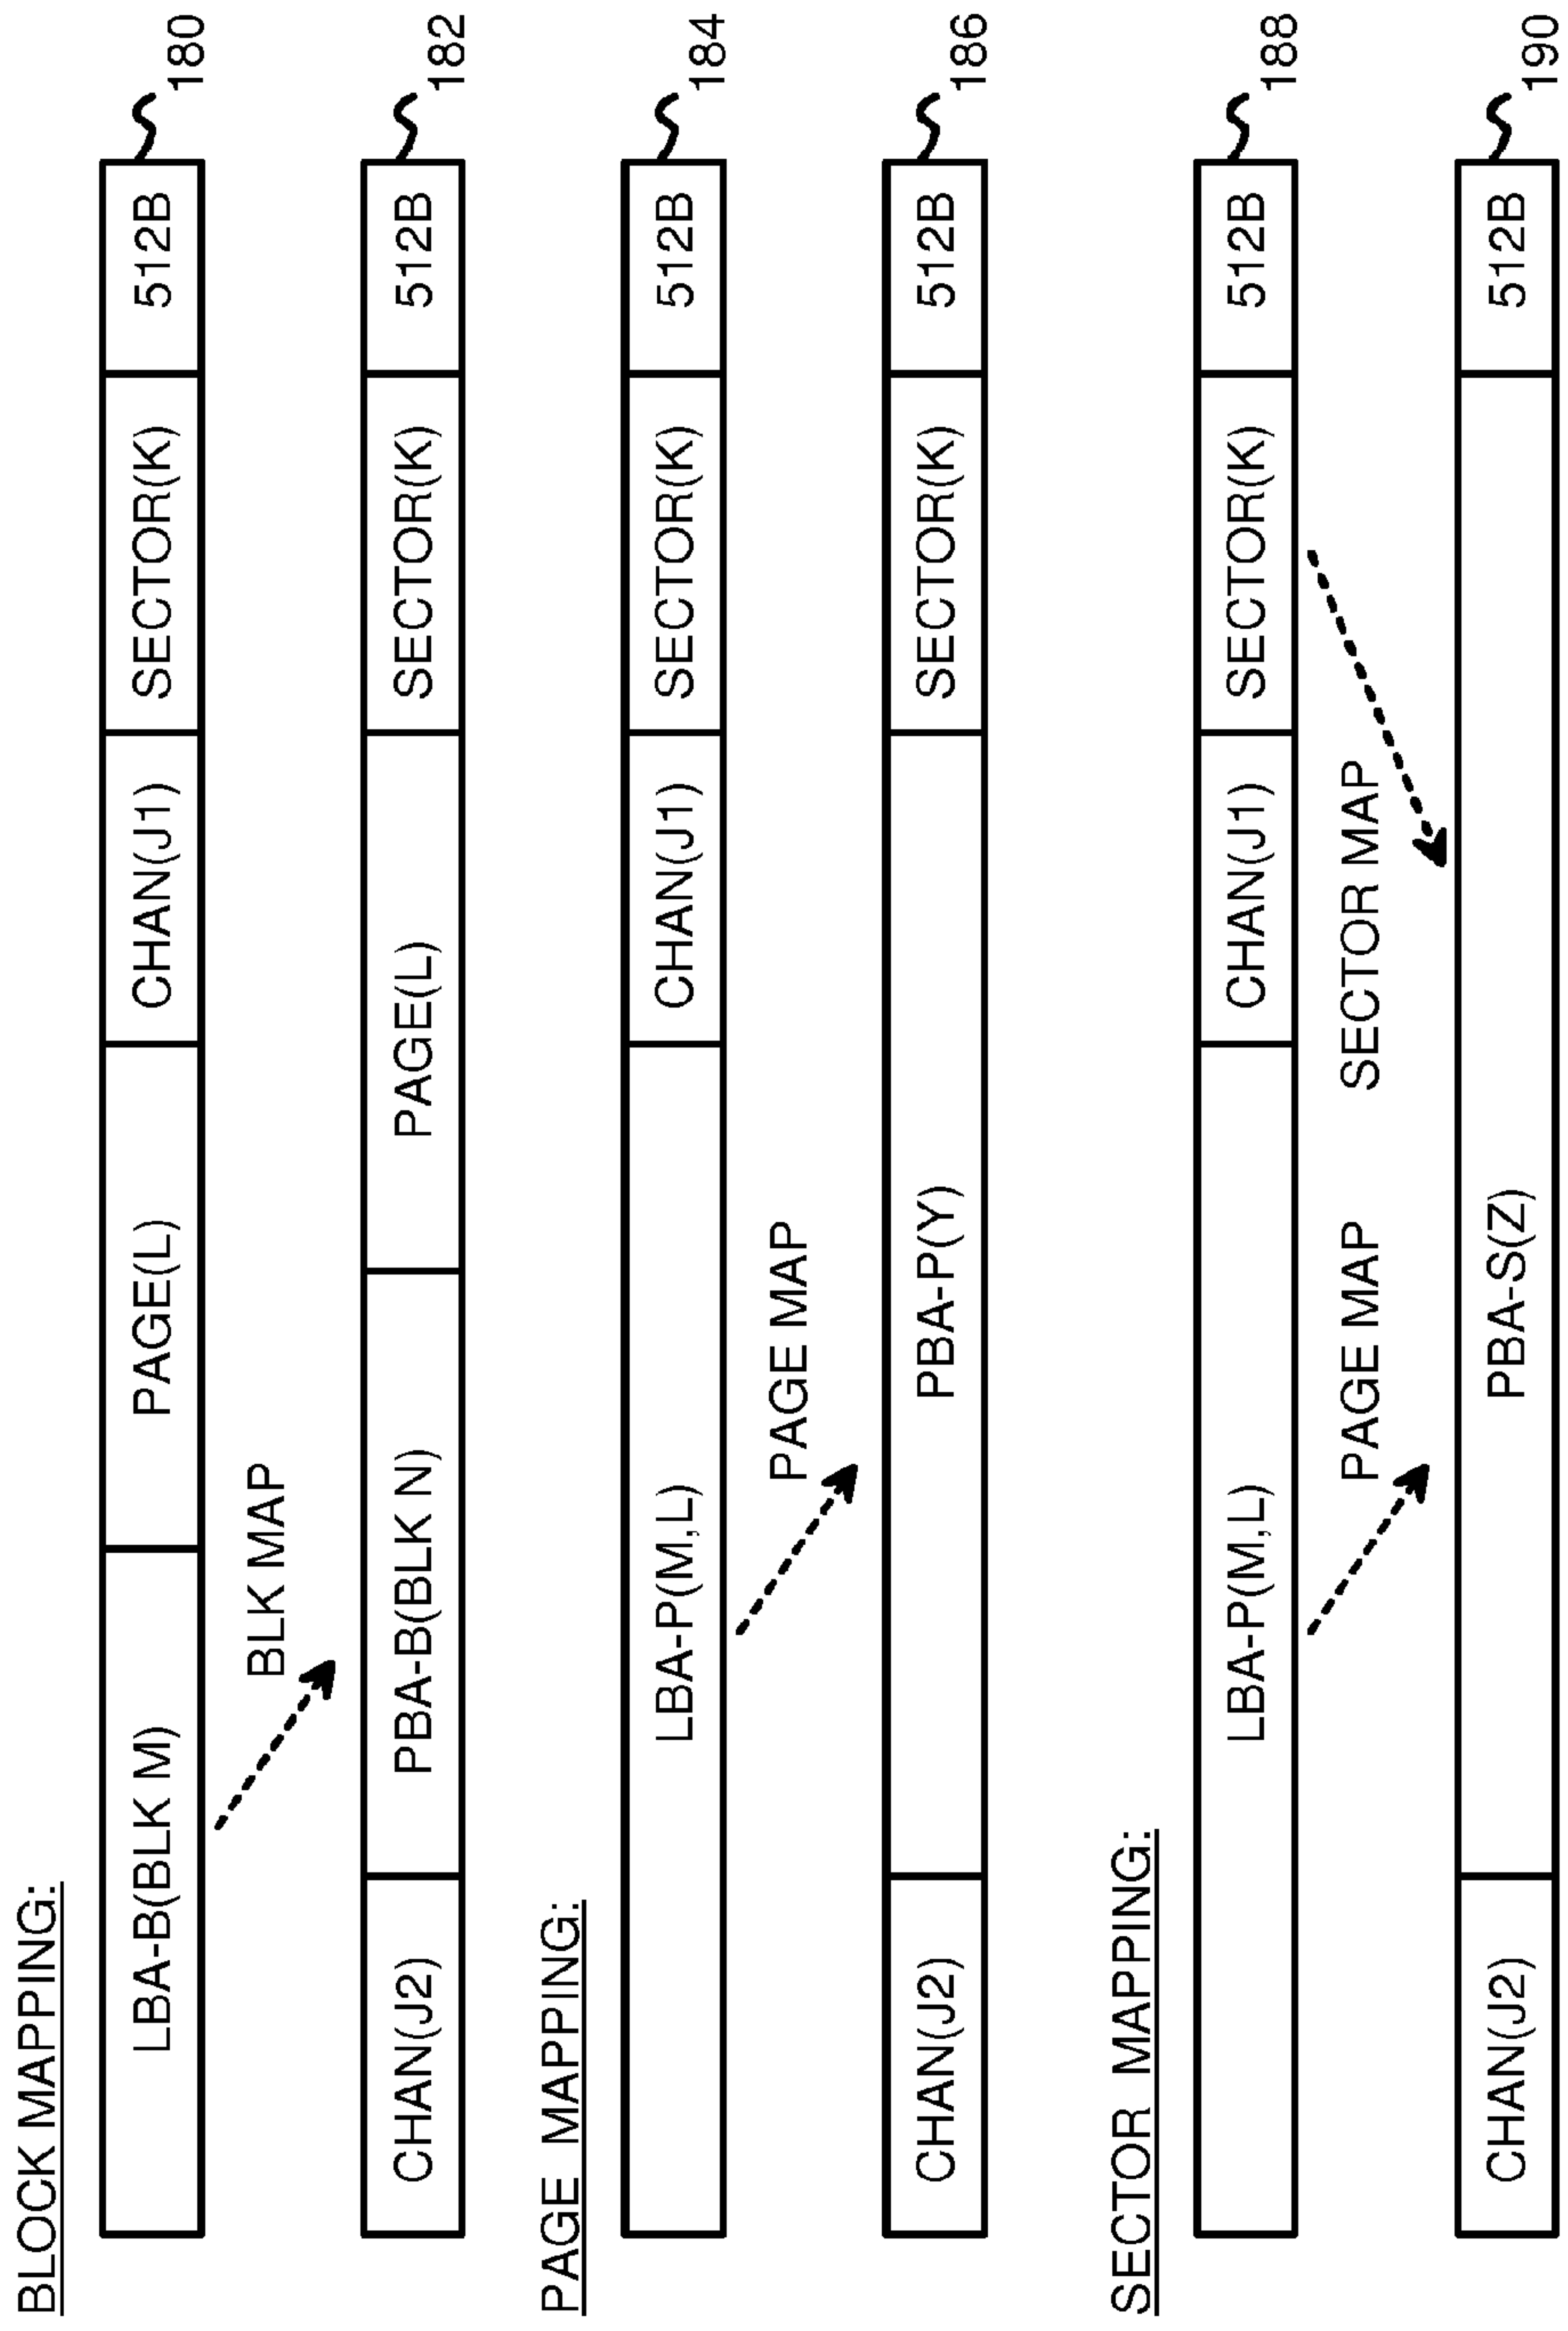 BLOCK MAPPING:
LBA-B(BLK M) PAGE(L) CHAN(J1) SECTOR(K) 512B 180
BLK MAP
CHAN(J2) PBA-B(BLK N) PAGE(L) SECTOR(K) 512B 182
PAGE MAPPING:
LBA-P(M,L) CHAN(J1) SECTOR(K) 512B 184
PAGE MAP
CHAN(J2) PBA-P(Y) SECTOR(K) 512B 186
SECTOR MAPPING:
LBA-P(M,L) CHAN(J1) SECTOR(K) 512B 188
PAGE MAP SECTOR MAP
CHAN(J2) PBA-S(Z) 512B 190